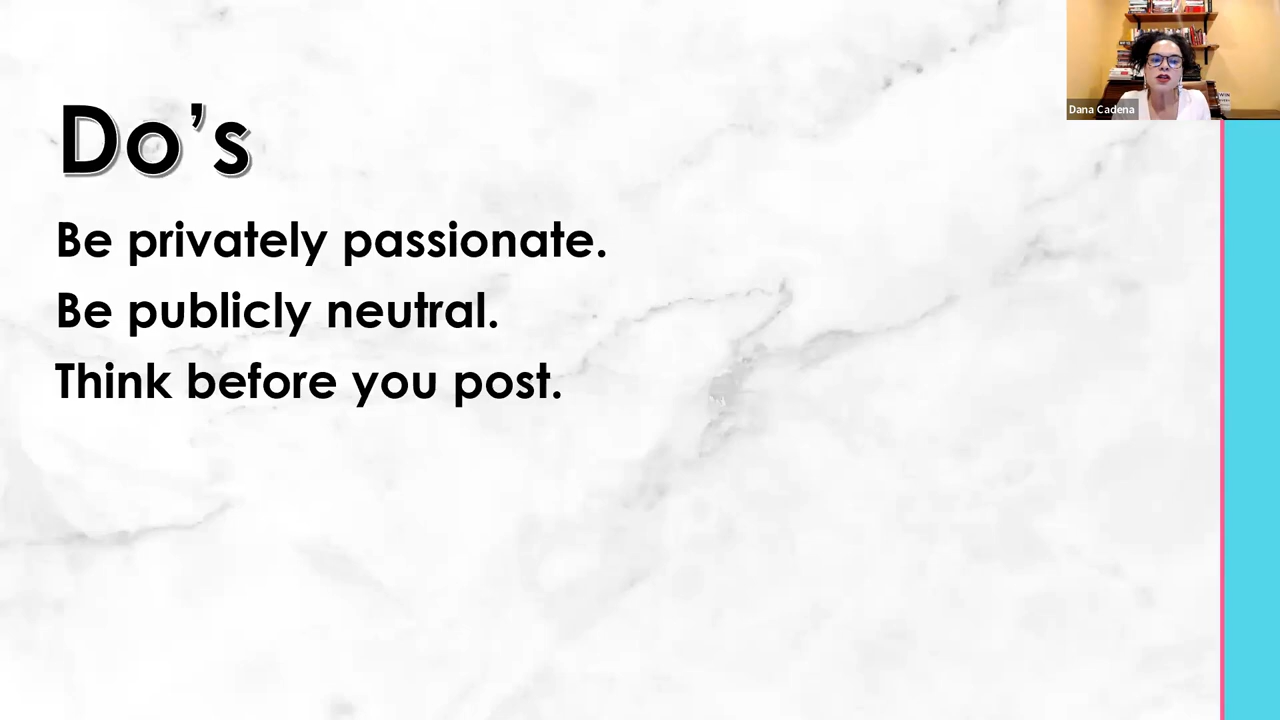 Do’s
Be privately passionate.
Be publicly neutral.
Think before you post.
Dana Cadena